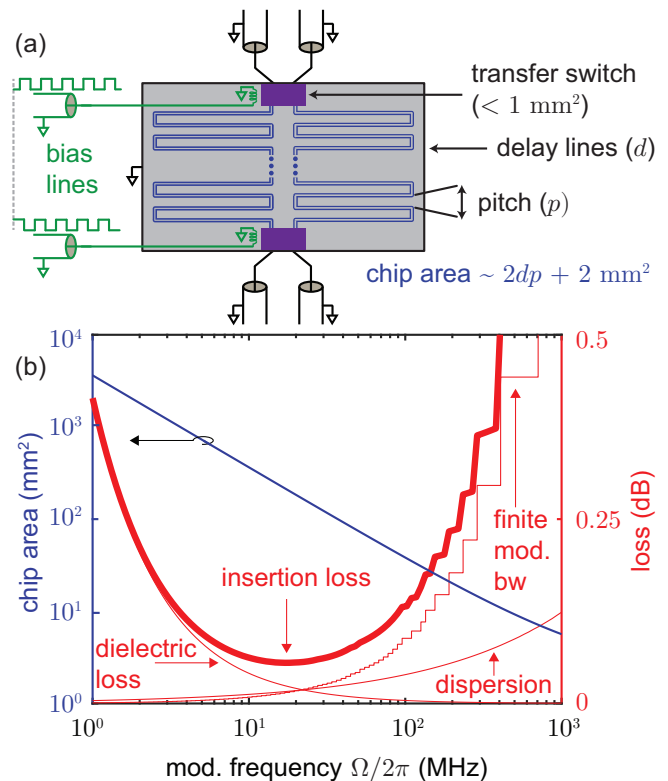 (a)
transfer switch
(< 1 mm²)
bias
lines
delay lines (d)
pitch (p)
chip area ~ 2dp + 2 mm²
(b)
10⁴
10³
10²
10¹
10⁰
chip area (mm²)
0.5
0.25
0
loss (dB)
insertion loss
finite
mod.
bw
dielectric
loss
dispersion
10⁰
10¹
10²
10³
mod. frequency Ω/2π (MHz)